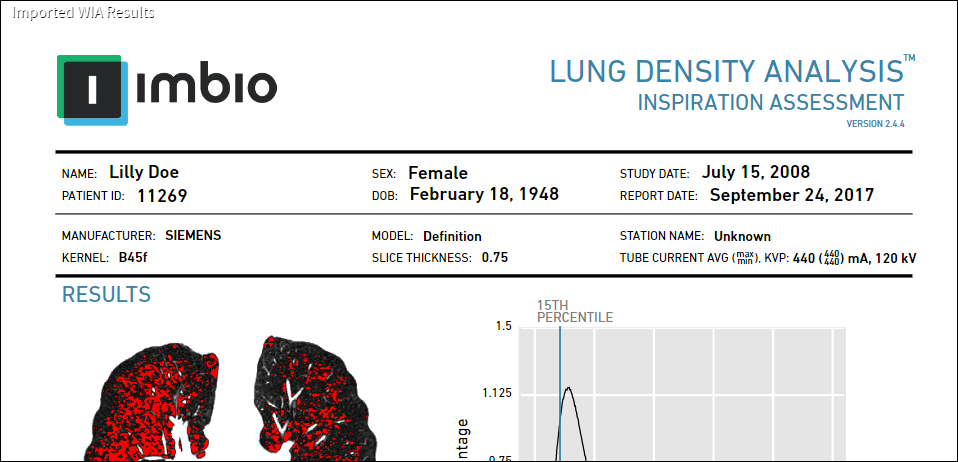 Imported WIA Results
imbio
LUNG DENSITY ANALYSIS™
INSPIRATION ASSESSMENT
VERSION 2.4.4
NAME: Lilly Doe SEX: Female STUDY DATE: July 15, 2008
PATIENT ID: 11269 DOB: February 18, 1948 REPORT DATE: September 24, 2017
MANUFACTURER: SIEMENS MODEL: Definition STATION NAME: Unknown
KERNEL: B45f SLICE THICKNESS: 0.75 TUBE CURRENT AVG (max/min), KVP: 440 (440/440) mA, 120 kV
RESULTS
15TH
PERCENTILE
1.5
1.125
0.75
ntage